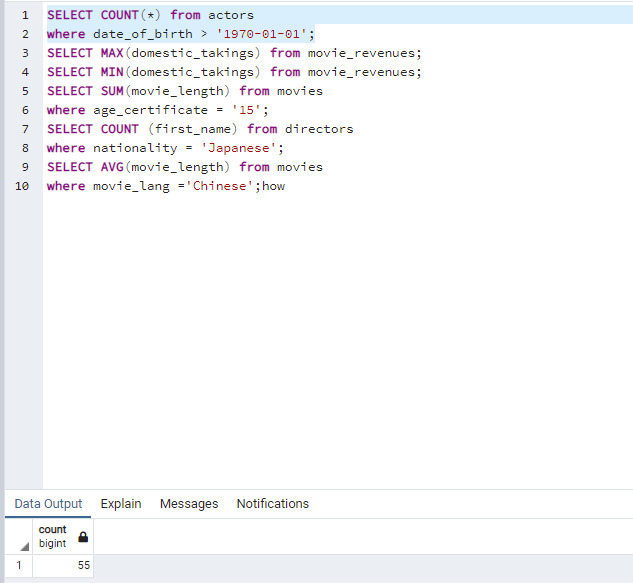 1 SELECT COUNT(*) from actors
2 where date_of_birth > '1970-01-01';
3 SELECT MAX(domestic_takings) from movie_revenues;
4 SELECT MIN(domestic_takings) from movie_revenues;
5 SELECT SUM(movie_length) from movies
6 where age_certificate = '15';
7 SELECT COUNT (first_name) from directors
8 where nationality = 'Japanese';
9 SELECT AVG(movie_length) from movies
10 where movie_lang ='Chinese';how
Data Output Explain Messages Notifications
count
bigint
1 55